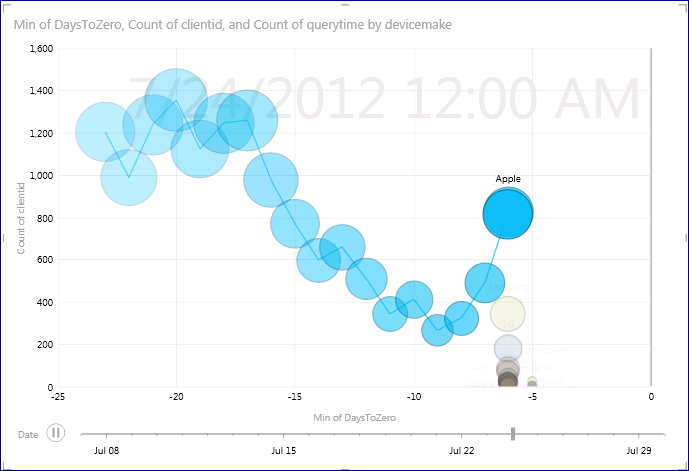 Min of DaysToZero, Count of clientid, and Count of querytime by devicemake
7/24/2012 12:00 AM
1,600
1,400
1,200
1,000
800
600
400
200
0
Count of clientid
Apple
-25
-20
-15
-10
-5
0
Min of DaysToZero
Date
Jul 08
Jul 15
Jul 22
Jul 29